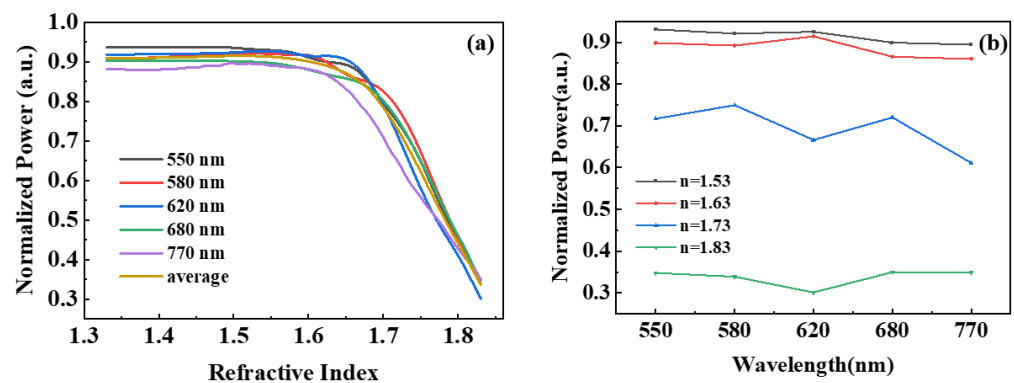 (a)
Normalized Power (a.u.)
1.0
0.9
0.8
0.7
0.6
0.5
0.4
0.3
550 nm
580 nm
620 nm
680 nm
770 nm
average
1.3 1.4 1.5 1.6 1.7 1.8
Refractive Index
(b)
Normalized Power(a.u.)
0.9
0.8
0.7
0.6
0.5
0.4
0.3
n=1.53
n=1.63
n=1.73
n=1.83
550 580 620 680 770
Wavelength(nm)